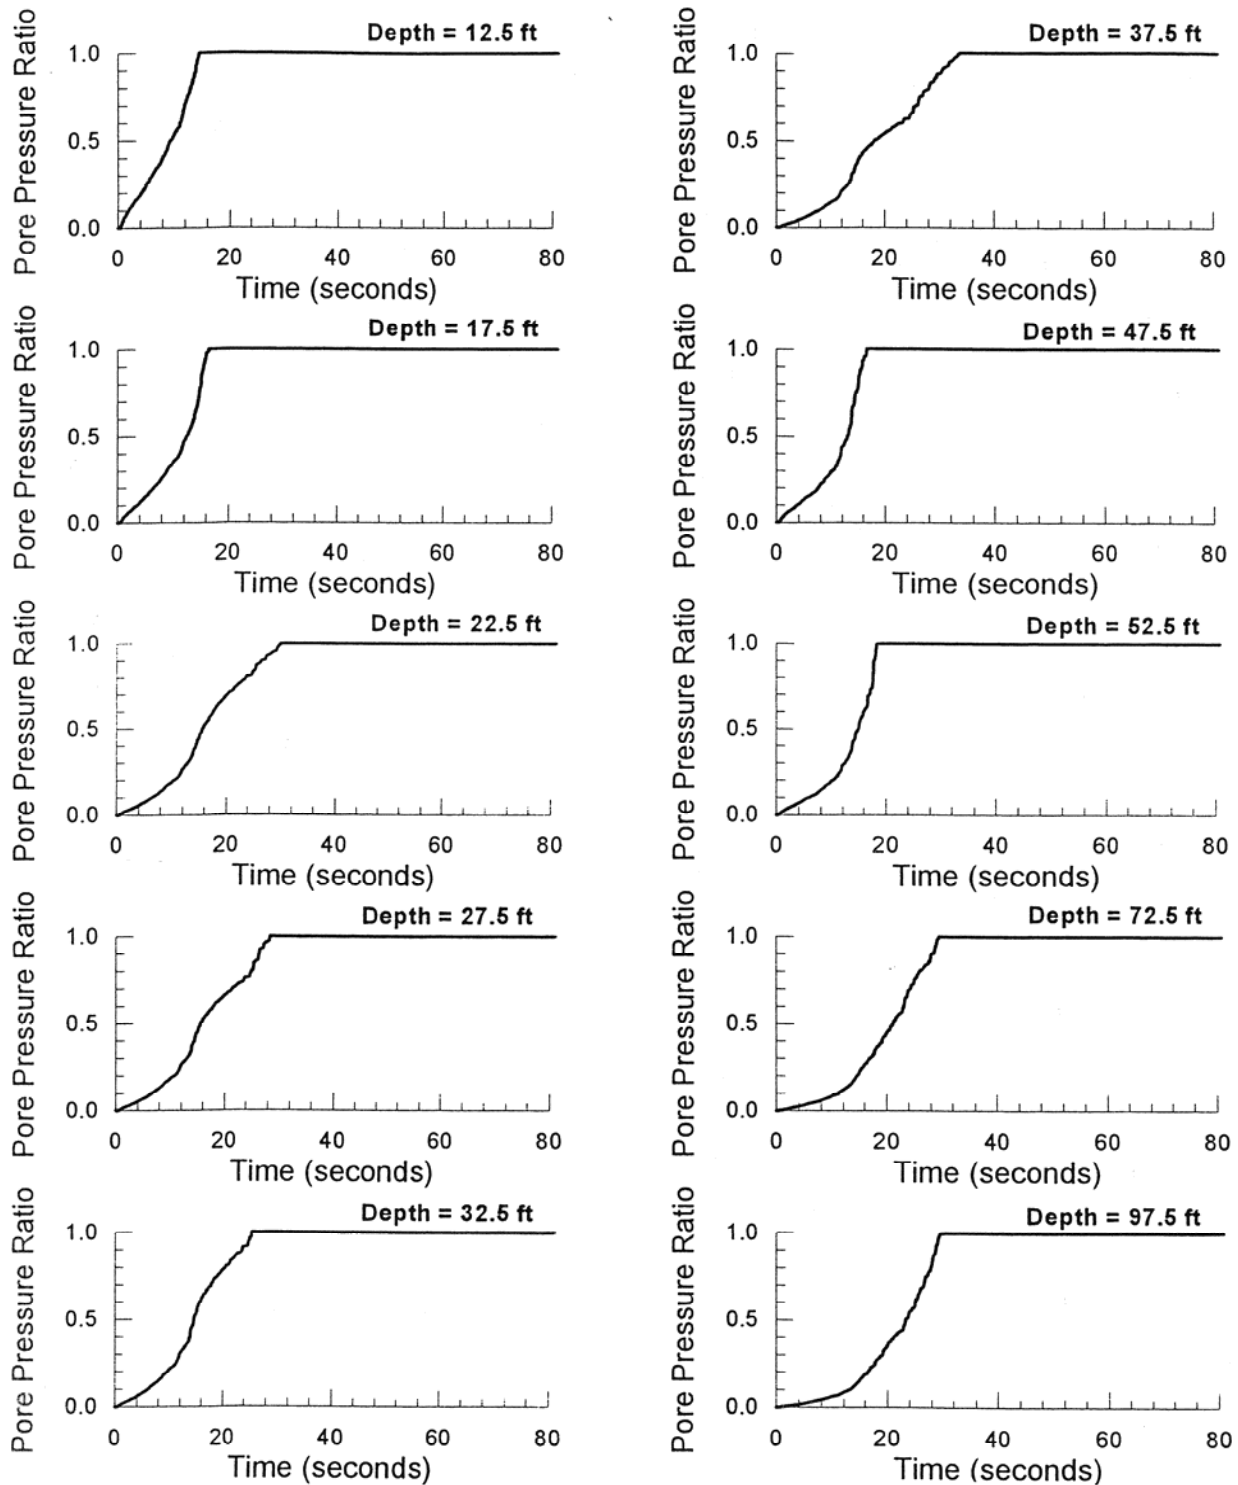 Depth = 12.5 ft
Pore Pressure Ratio
1.0
0.5
0.0
0 20 40 60 80
Time (seconds)
Depth = 17.5 ft
Pore Pressure Ratio
1.0
0.5
0.0
0 20 40 60 80
Time (seconds)
Depth = 22.5 ft
Pore Pressure Ratio
1.0
0.5
0.0
0 20 40 60 80
Time (seconds)
Depth = 27.5 ft
Pore Pressure Ratio
1.0
0.5
0.0
0 20 40 60 80
Time (seconds)
Depth = 32.5 ft
Pore Pressure Ratio
1.0
0.5
0.0
0 20 40 60 80
Time (seconds)
Depth = 37.5 ft
Pore Pressure Ratio
1.0
0.5
0.0
0 20 40 60 80
Time (seconds)
Depth = 47.5 ft
Pore Pressure Ratio
1.0
0.5
0.0
0 20 40 60 80
Time (seconds)
Depth = 52.5 ft
Pore Pressure Ratio
1.0
0.5
0.0
0 20 40 60 80
Time (seconds)
Depth = 72.5 ft
Pore Pressure Ratio
1.0
0.5
0.0
0 20 40 60 80
Time (seconds)
Depth = 97.5 ft
Pore Pressure Ratio
1.0
0.5
0.0
0 20 40 60 80
Time (seconds)